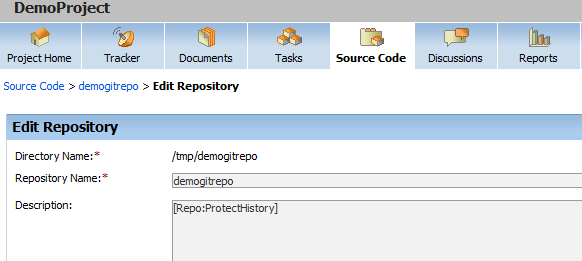 DemoProject
Project Home Tracker Documents Tasks Source Code Discussions Reports
Source Code > demogitrepo > Edit Repository
Edit Repository
Directory Name:* /tmp/demogitrepo
Repository Name:* demogitrepo
Description: [Repo:ProtectHistory]